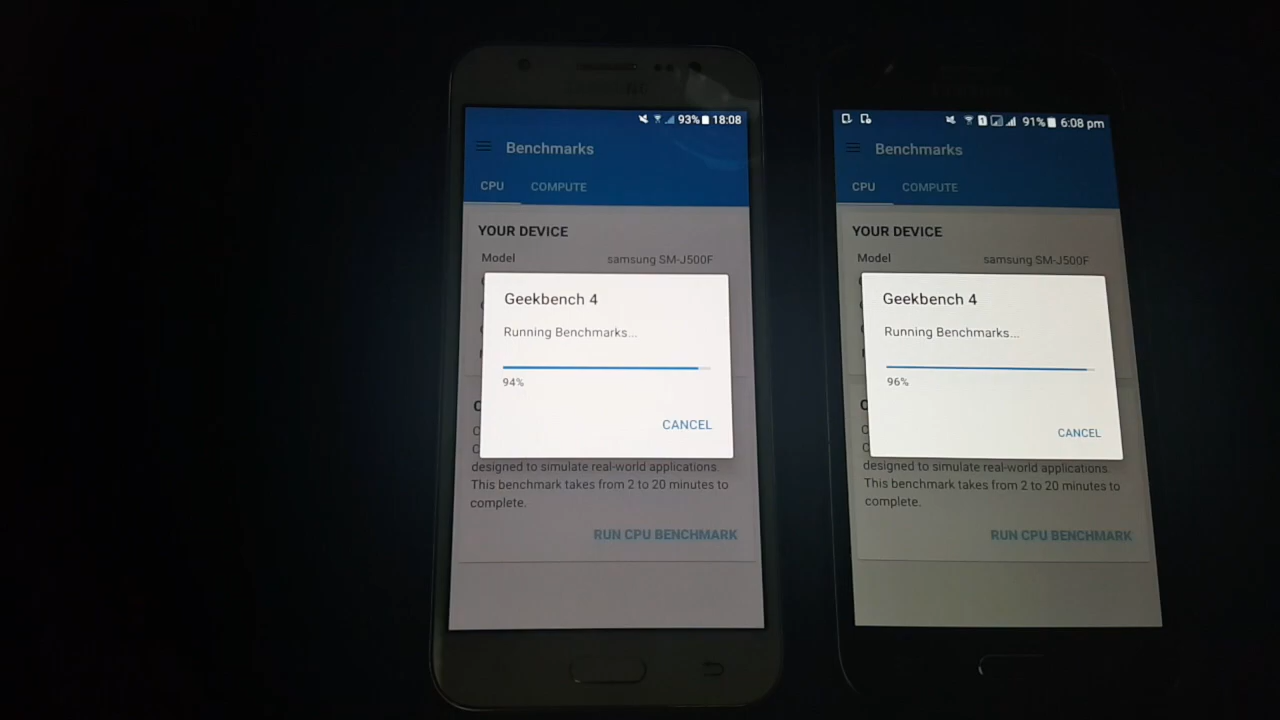 93% 18:08
Benchmarks
CPU COMPUTE
YOUR DEVICE
Model samsung SM-J500F
Geekbench 4
Running Benchmarks...
94%
CANCEL
designed to simulate real-world applications.
This benchmark takes from 2 to 20 minutes to
complete.
RUN CPU BENCHMARK
1 91% 6:08 pm
Benchmarks
CPU COMPUTE
YOUR DEVICE
Model samsung SM-J500F
Geekbench 4
Running Benchmarks...
96%
CANCEL
designed to simulate real-world applications.
This benchmark takes from 2 to 20 minutes to
complete.
RUN CPU BENCHMARK